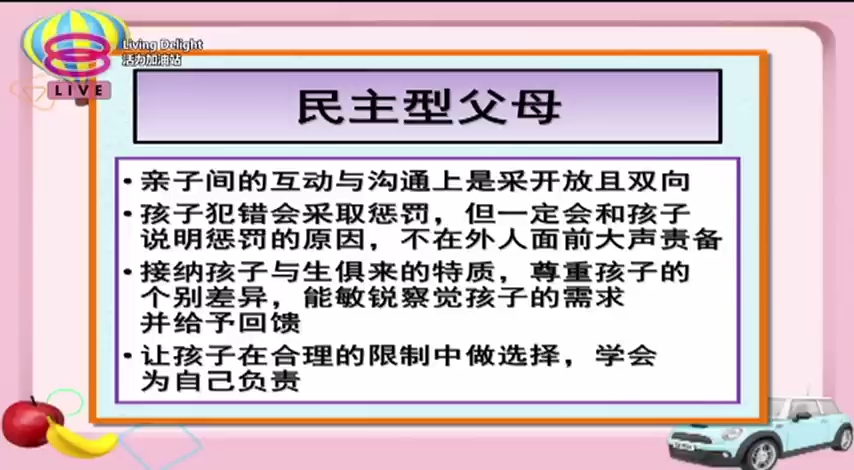 Living Delight
活力加油站
LIVE
民主型父母
• 亲子间的互动与沟通上是采开放且双向
• 孩子犯错会采取惩罚，但一定会和孩子
说明惩罚的原因，不在外人面前大声责备
• 接纳孩子与生俱来的特质，尊重孩子的
个别差异，能敏锐察觉孩子的需求
并给予回馈
• 让孩子在合理的限制中做选择，学会
为自己负责